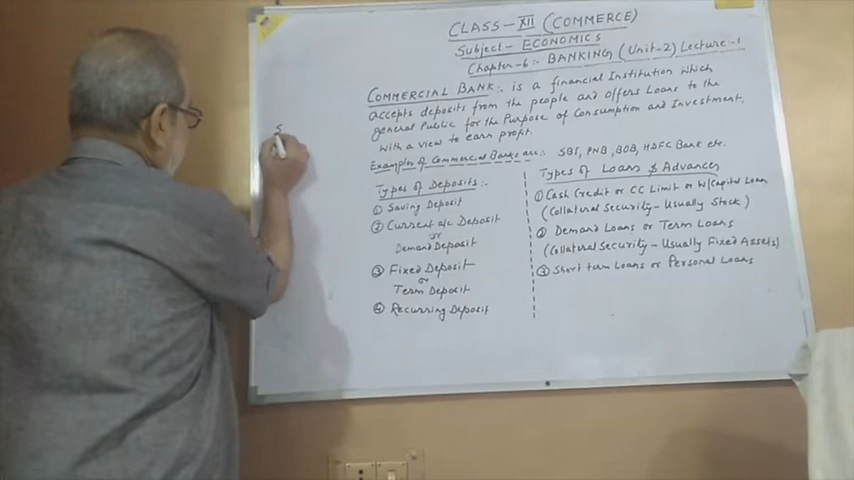 CLASS-XII (COMMERCE)
Subject- ECONOMICS
Chapter-6:- BANKING (Unit-2) Lecture:-1
COMMERCIAL BANK:- is a financial Institution which
accepts deposits from the people and offers Loans to the
general Public for the Purpose of Consumption and Investment,
with a view to earn profit.
Examples of Commercial Banks are:- SBI, PNB, BOB, HDFC Bank etc.
Types of Deposits:-
① Saving Deposit
② Current a/c Deposit
or
Demand Deposit
③ Fixed Deposit
or
Term Deposit
④ Recurring Deposit
Types of Loans & Advances
① Cash Credit or CC Limit or W/Capital Loan
(Collateral Security - Usually Stock)
② Demand Loans or Term Loans
(Collateral Security - Usually Fixed Assets)
③ Short term Loans or Personal Loans
S